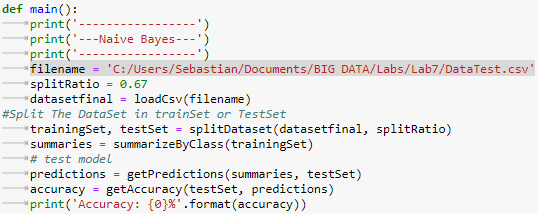 def main():
print('-----------------')
print('---Naive Bayes---')
print('-----------------')
filename = 'C:/Users/Sebastian/Documents/BIG DATA/Labs/Lab7/DataTest.csv'
splitRatio = 0.67
datasetfinal = loadCsv(filename)
#Split The DataSet in trainSet or TestSet
trainingSet, testSet = splitDataset(datasetfinal, splitRatio)
summaries = summarizeByClass(trainingSet)
# test model
predictions = getPredictions(summaries, testSet)
accuracy = getAccuracy(testSet, predictions)
print('Accuracy: {0}%'.format(accuracy))